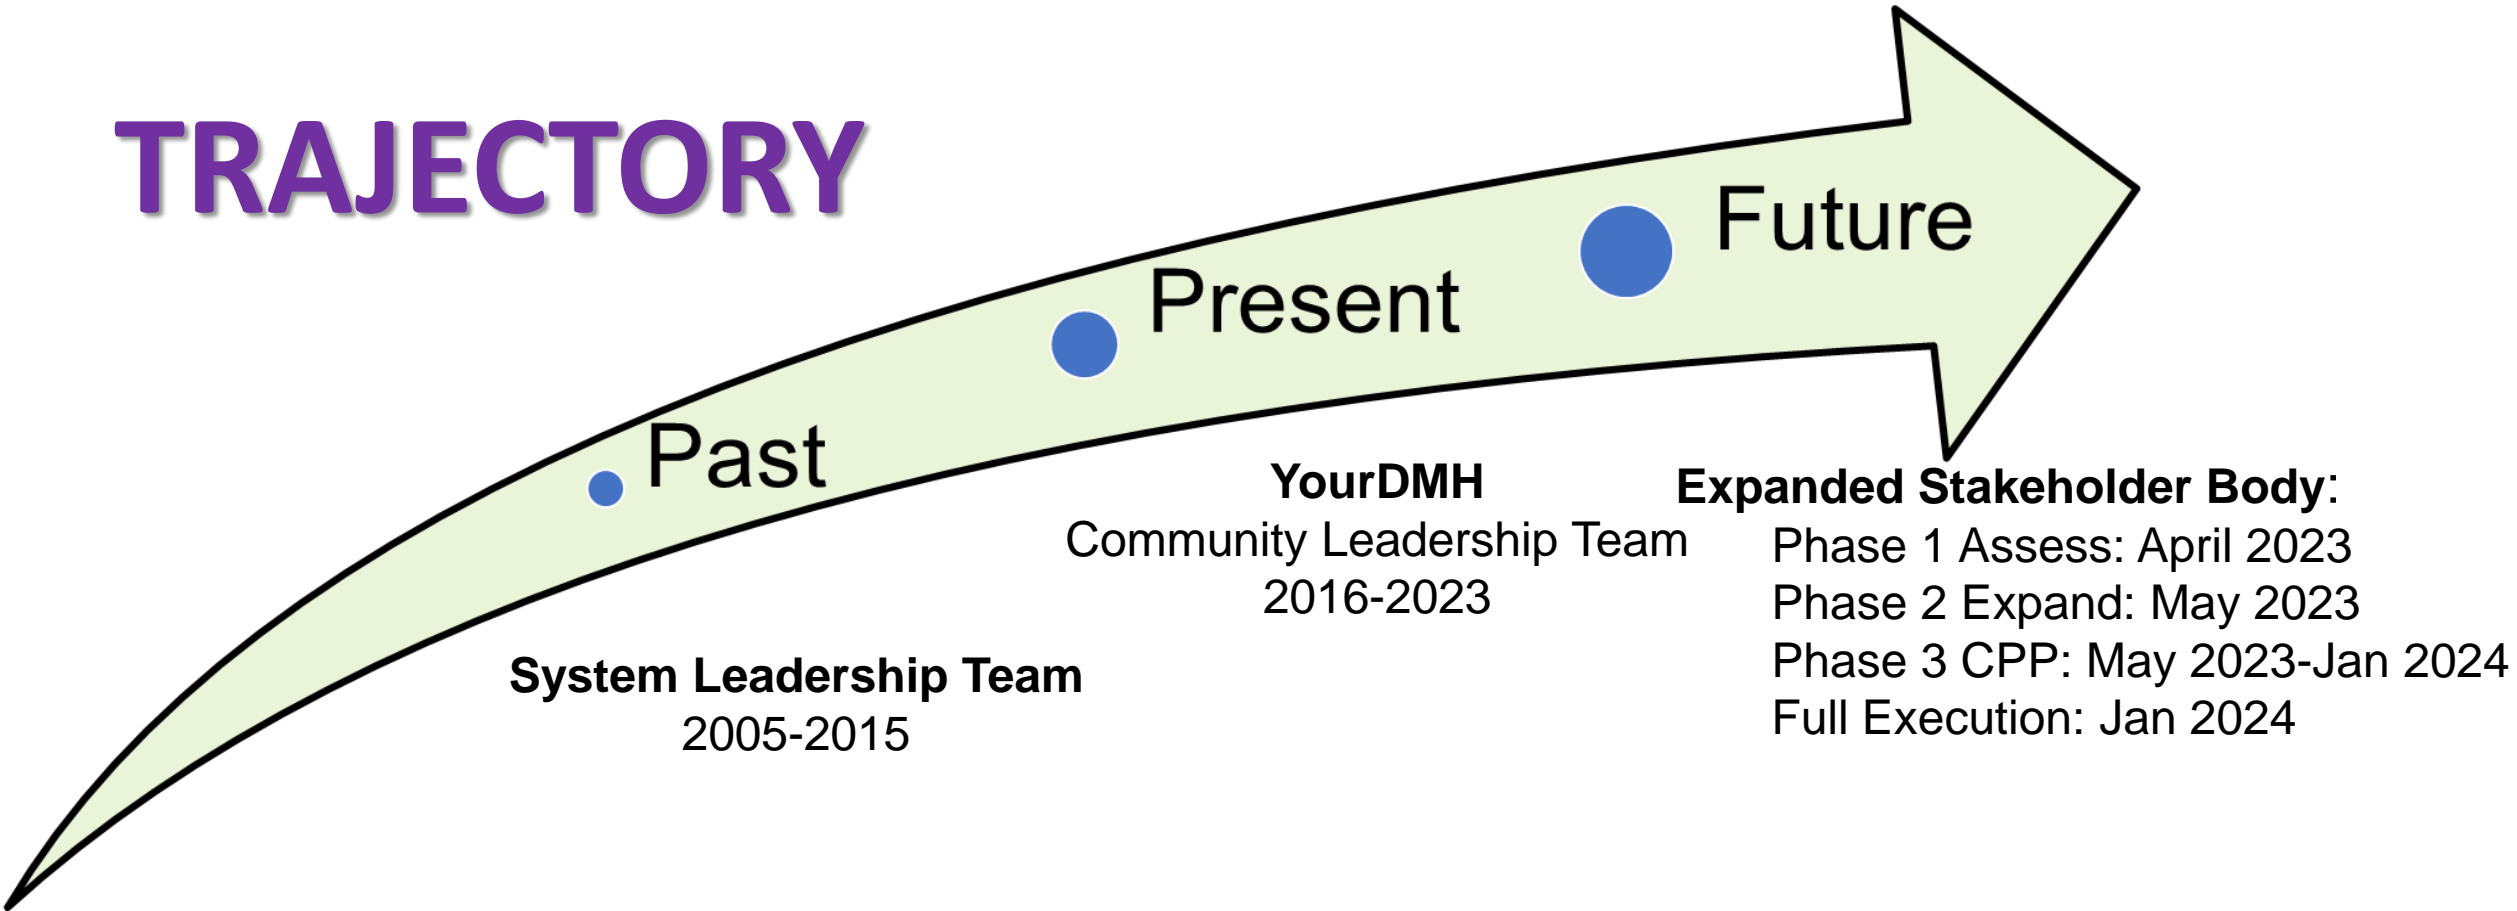 TRAJECTORY
Past
Present
Future
System Leadership Team
2005-2015
YourDMH
Community Leadership Team
2016-2023
Expanded Stakeholder Body:
Phase 1 Assess: April 2023
Phase 2 Expand: May 2023
Phase 3 CPP: May 2023-Jan 2024
Full Execution: Jan 2024